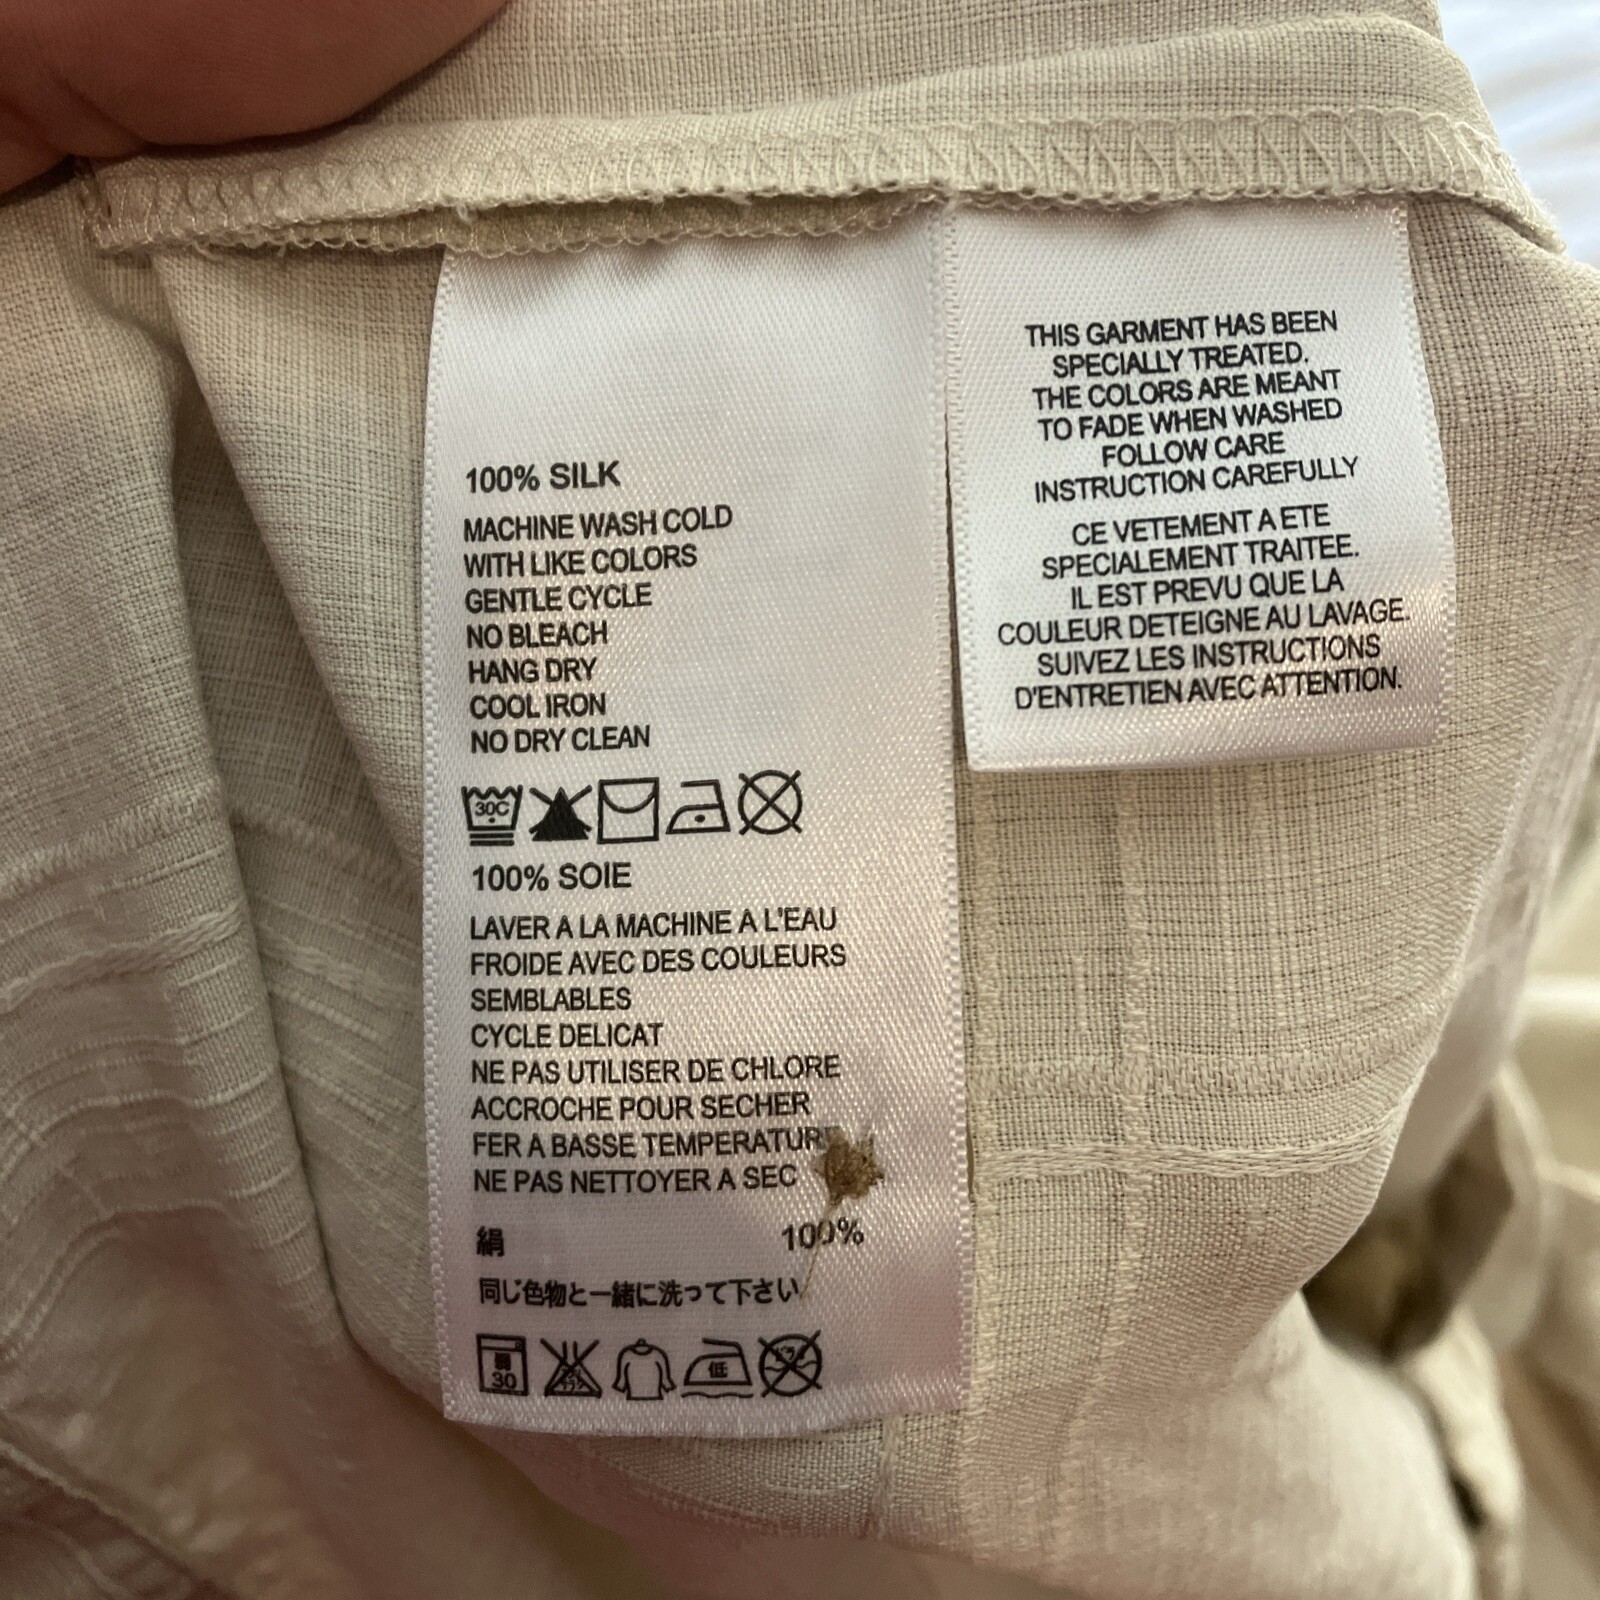 100% SILK
MACHINE WASH COLD
WITH LIKE COLORS
GENTLE CYCLE
NO BLEACH
HANG DRY
COOL IRON
NO DRY CLEAN
30C
100% SOIE
LAVER A LA MACHINE A L'EAU
FROIDE AVEC DES COULEURS
SEMBLABLES
CYCLE DELICAT
NE PAS UTILISER DE CHLORE
ACCROCHE POUR SECHER
FER A BASSE TEMPERATURE
NE PAS NETTOYER A SEC
絹 100%
同じ色物と一緒に洗って下さい
弱 30 低
THIS GARMENT HAS BEEN
SPECIALLY TREATED.
THE COLORS ARE MEANT
TO FADE WHEN WASHED
FOLLOW CARE
INSTRUCTION CAREFULLY
CE VETEMENT A ETE
SPECIALEMENT TRAITEE.
IL EST PREVU QUE LA
COULEUR DETEIGNE AU LAVAGE.
SUIVEZ LES INSTRUCTIONS
D'ENTRETIEN AVEC ATTENTION.